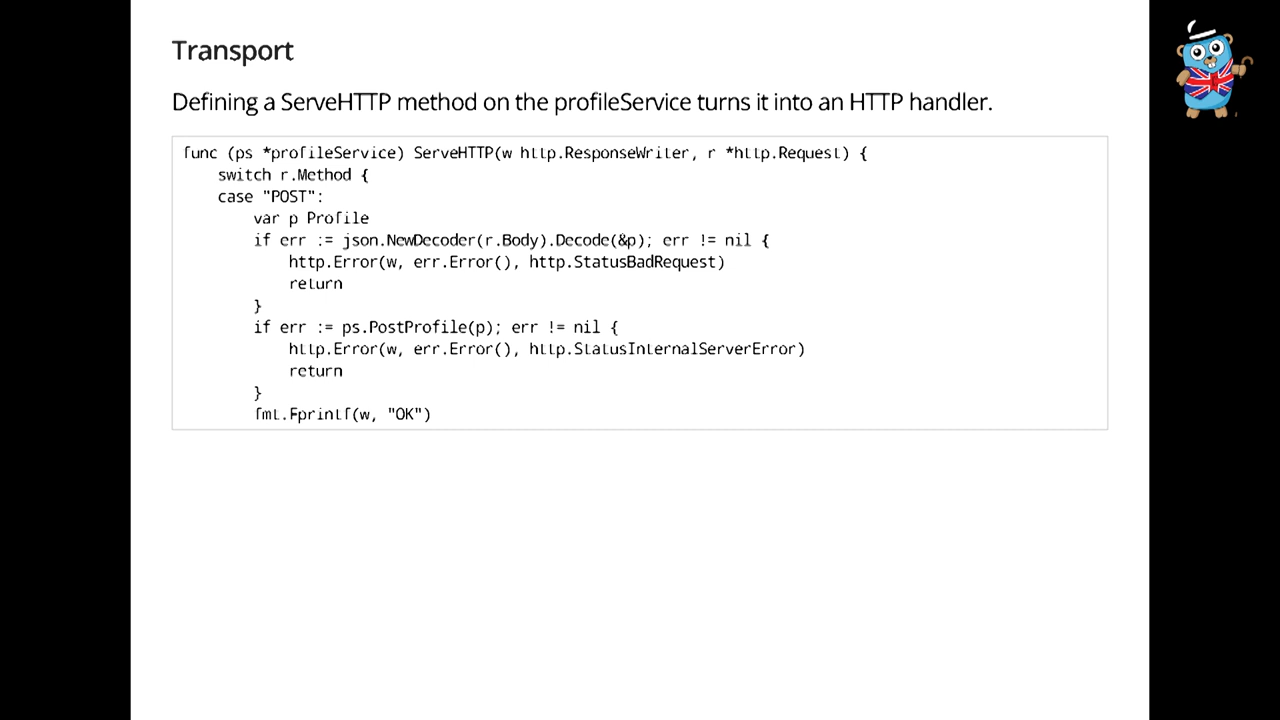 Transport
Defining a ServeHTTP method on the profileService turns it into an HTTP handler.
func (ps *profileService) ServeHTTP(w http.ResponseWriter, r *http.Request) {
    switch r.Method {
    case "POST":
        var p Profile
        if err := json.NewDecoder(r.Body).Decode(&p); err != nil {
            http.Error(w, err.Error(), http.StatusBadRequest)
            return
        }
        if err := ps.PostProfile(p); err != nil {
            http.Error(w, err.Error(), http.StatusInternalServerError)
            return
        }
        fmt.Fprintf(w, "OK")